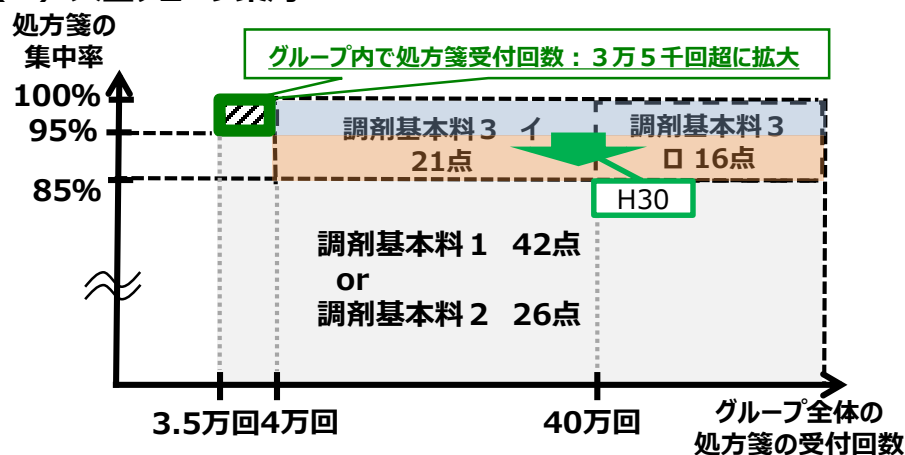 処方箋の
集中率
グループ内で処方箋受付回数：３万５千回超に拡大
100%
95%
85%
調剤基本料３ イ
21点
調剤基本料３
ロ 16点
H30
調剤基本料１ 42点
or
調剤基本料２ 26点
3.5万回
4万回
40万回
グループ全体の
処方箋の受付回数